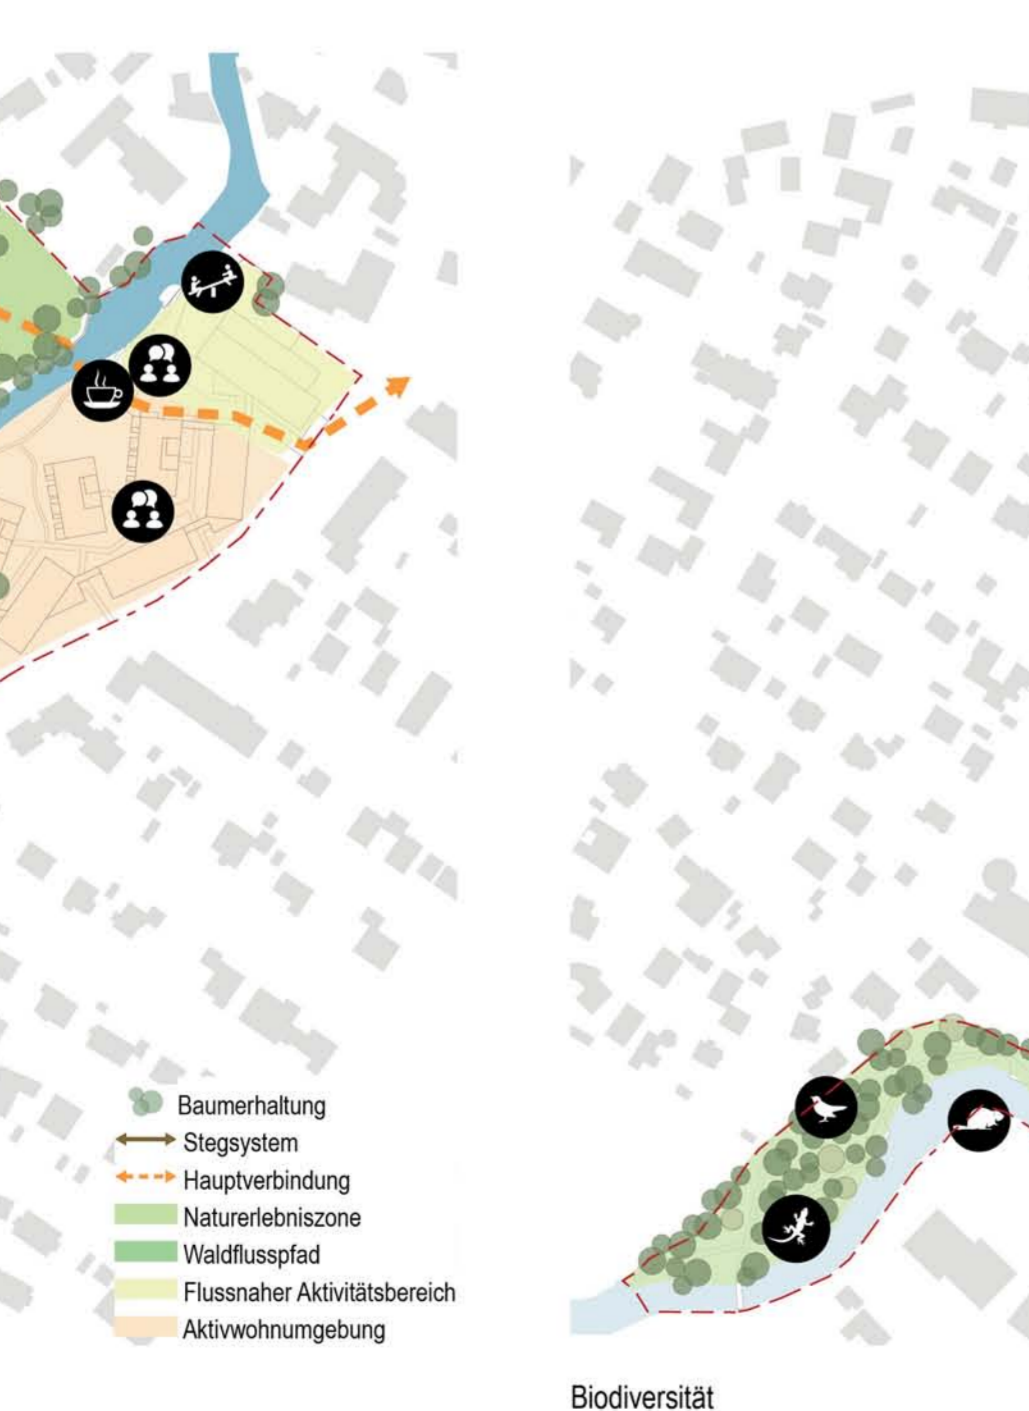 Baumerhaltung
Stegsystem
Hauptverbindung
Naturerlebniszone
Waldflusspfad
Flussnaher Aktivitätsbereich
Aktivwohnumgebung
Biodiversität